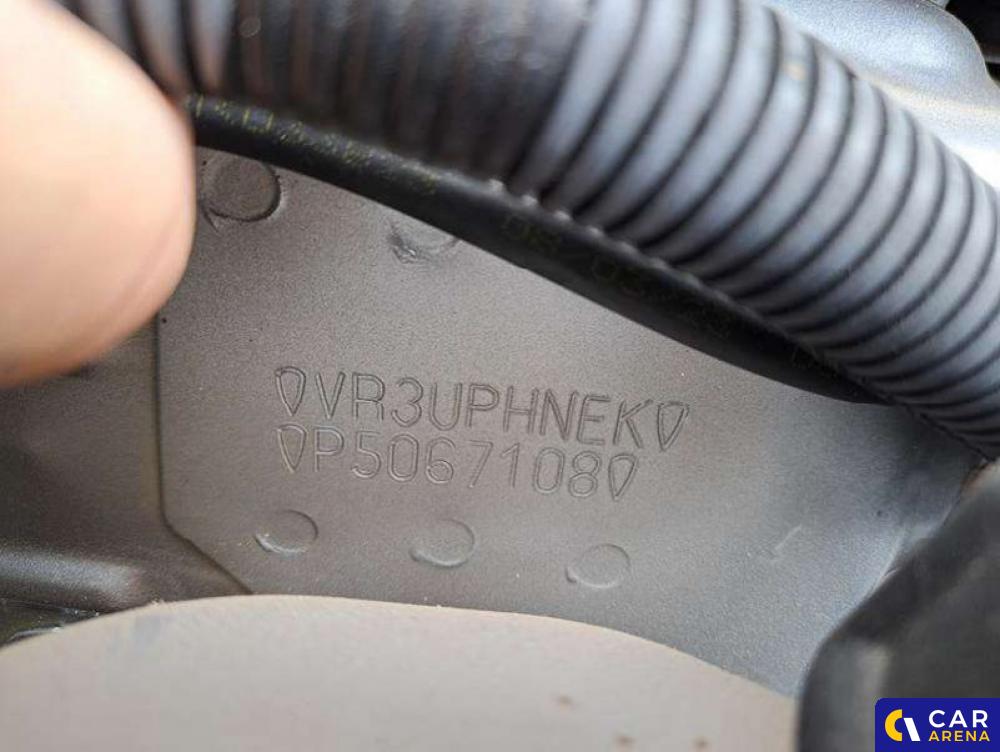 VR3UPHNEK
P5067108
CAR
ARENA